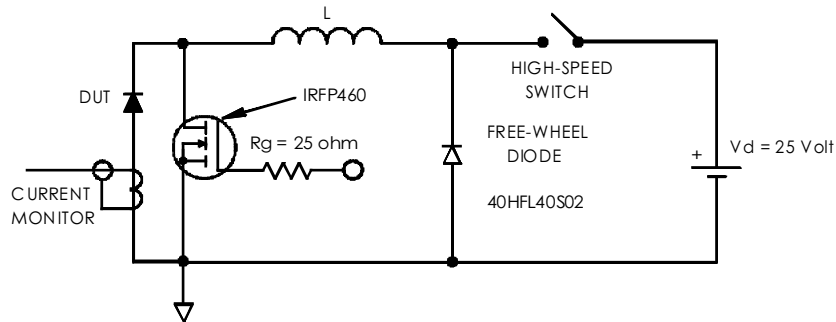 L
HIGH-SPEED
SWITCH
DUT
IRFP460
Rg = 25 ohm
FREE-WHEEL
DIODE
+
Vd = 25 Volt
CURRENT
MONITOR
40HFL40S02